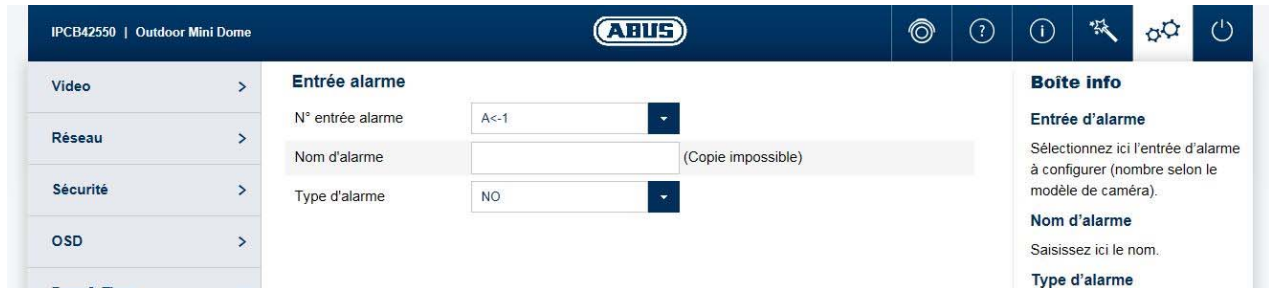 IPCB42550 | Outdoor Mini Dome
ABUS
Video
Réseau
Sécurité
OSD
Entrée alarme
N° entrée alarme A<-1
Nom d'alarme (Copie impossible)
Type d'alarme NO
Boîte info
Entrée d'alarme
Sélectionnez ici l'entrée d'alarme
à configurer (nombre selon le
modèle de caméra).
Nom d'alarme
Saisissez ici le nom.
Type d'alarme